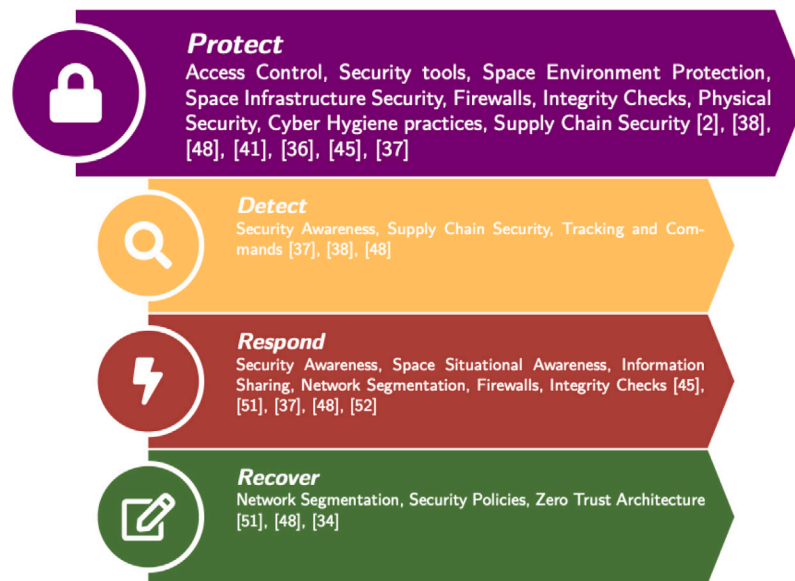 Protect
Access Control, Security tools, Space Environment Protection,
Space Infrastructure Security, Firewalls, Integrity Checks, Physical
Security, Cyber Hygiene practices, Supply Chain Security [2], [38],
[48], [41], [36], [45], [37]
Detect
Security Awareness, Supply Chain Security, Tracking and Com-
mands [37], [38], [48]
Respond
Security Awareness, Space Situational Awareness, Information
Sharing, Network Segmentation, Firewalls, Integrity Checks [45],
[51], [37], [48], [52]
Recover
Network Segmentation, Security Policies, Zero Trust Architecture
[51], [48], [34]